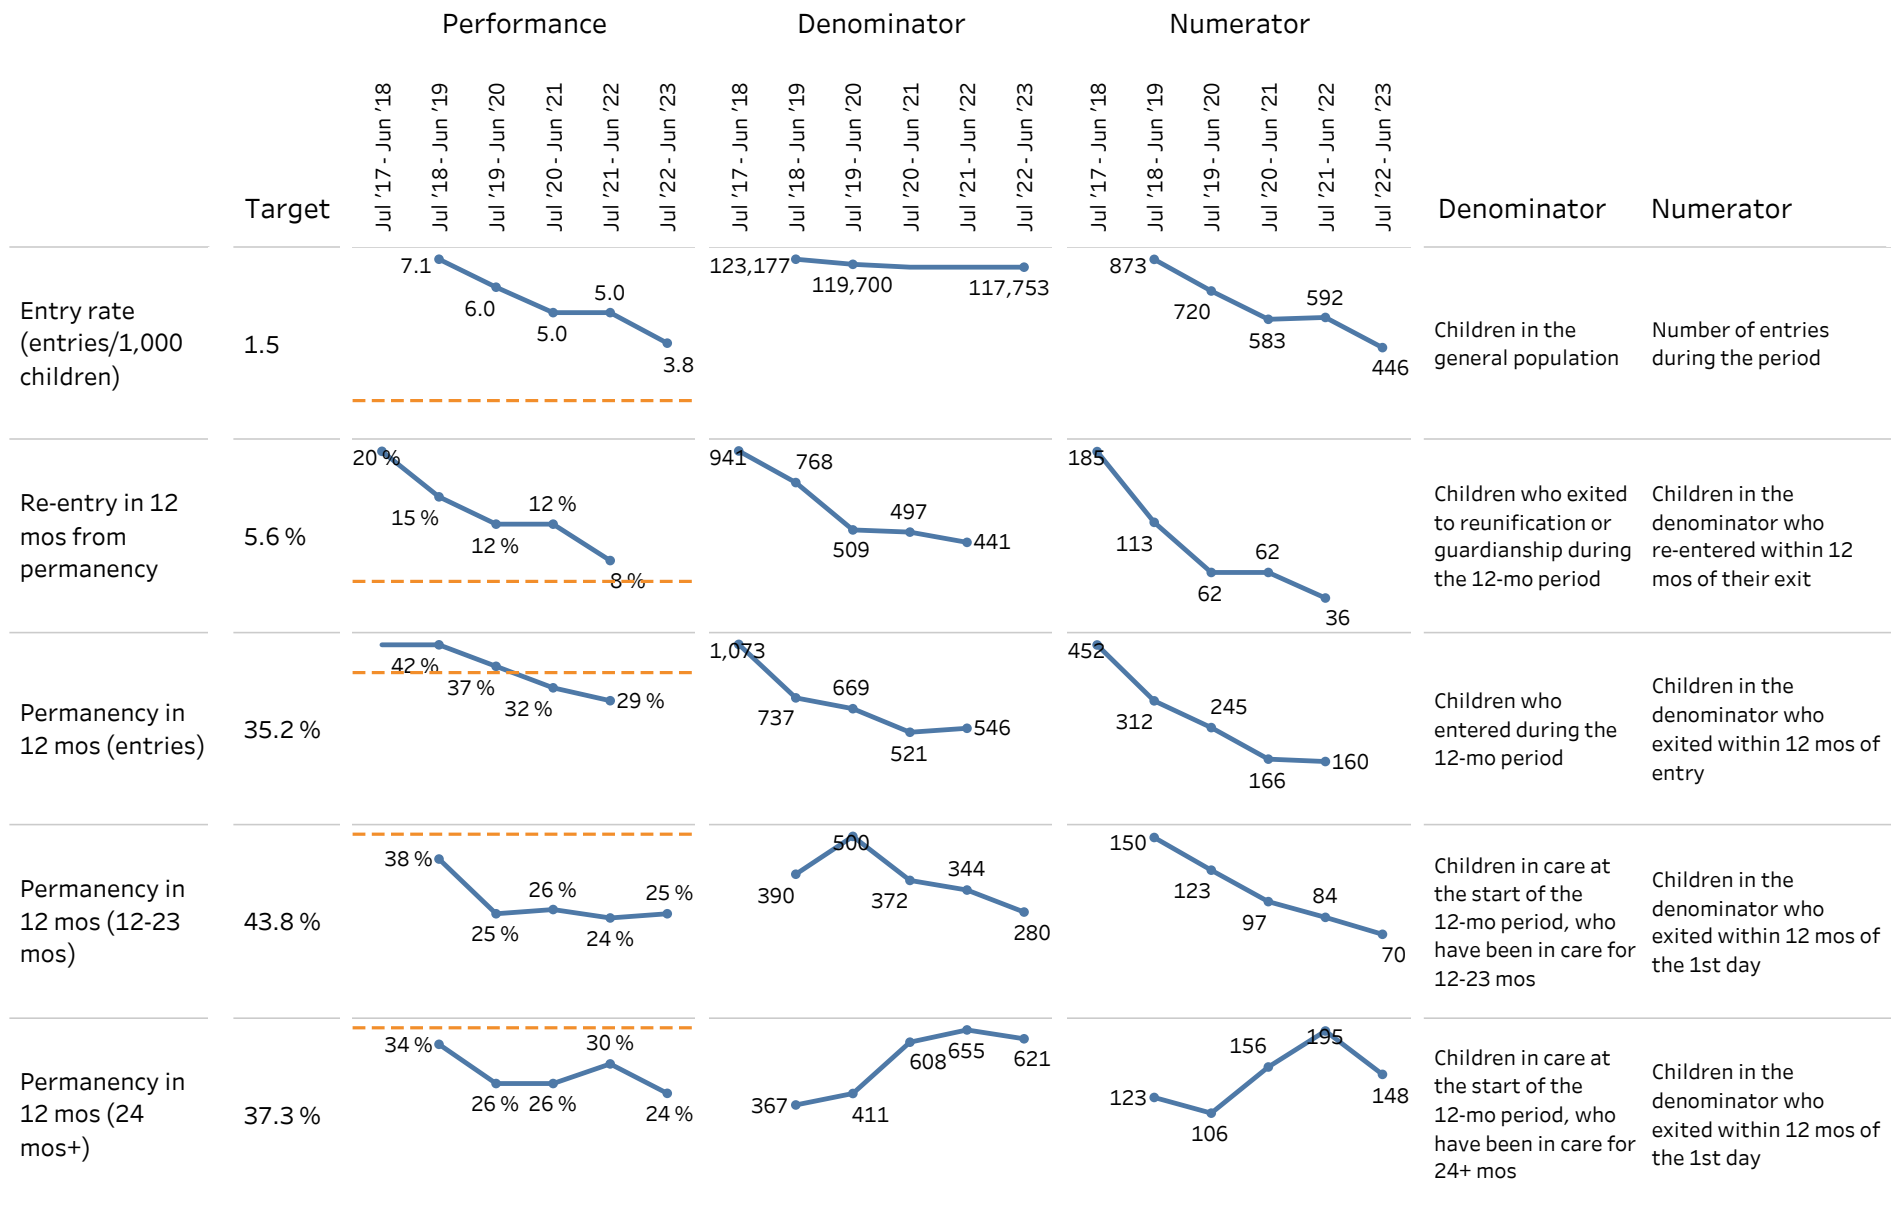 Performance
Denominator
Numerator
Jul '17 - Jun '18
Jul '18 - Jun '19
Jul '19 - Jun '20
Jul '20 - Jun '21
Jul '21 - Jun '22
Jul '22 - Jun '23
Jul '17 - Jun '18
Jul '18 - Jun '19
Jul '19 - Jun '20
Jul '20 - Jun '21
Jul '21 - Jun '22
Jul '22 - Jun '23
Jul '17 - Jun '18
Jul '18 - Jun '19
Jul '19 - Jun '20
Jul '20 - Jun '21
Jul '21 - Jun '22
Jul '22 - Jun '23
Target
Denominator
Numerator
Entry rate
(entries/1,000
children)
1.5
7.1
6.0
5.0
5.0
3.8
123,177
119,700
117,753
873
720
583
592
446
Children in the
general population
Number of entries
during the period
Re-entry in 12
mos from
permanency
5.6 %
20 %
15 %
12 %
12 %
8 %
941
768
509
497
441
185
113
62
62
36
Children who exited
to reunification or
guardianship during
the 12-mo period
Children in the
denominator who
re-entered within 12
mos of their exit
Permanency in
12 mos (entries)
35.2 %
42 %
37 %
32 %
29 %
1,073
737
669
521
546
452
312
245
166
160
Children who
entered during the
12-mo period
Children in the
denominator who
exited within 12 mos of
entry
Permanency in
12 mos (12-23
mos)
43.8 %
38 %
25 %
26 %
24 %
25 %
390
500
372
344
280
150
123
97
84
70
Children in care at
the start of the
12-mo period, who
have been in care for
12-23 mos
Children in the
denominator who
exited within 12 mos of
the 1st day
Permanency in
12 mos (24
mos+)
37.3 %
34 %
26 %
26 %
30 %
24 %
367
411
608
655
621
123
106
156
195
148
Children in care at
the start of the
12-mo period, who
have been in care for
24+ mos
Children in the
denominator who
exited within 12 mos of
the 1st day